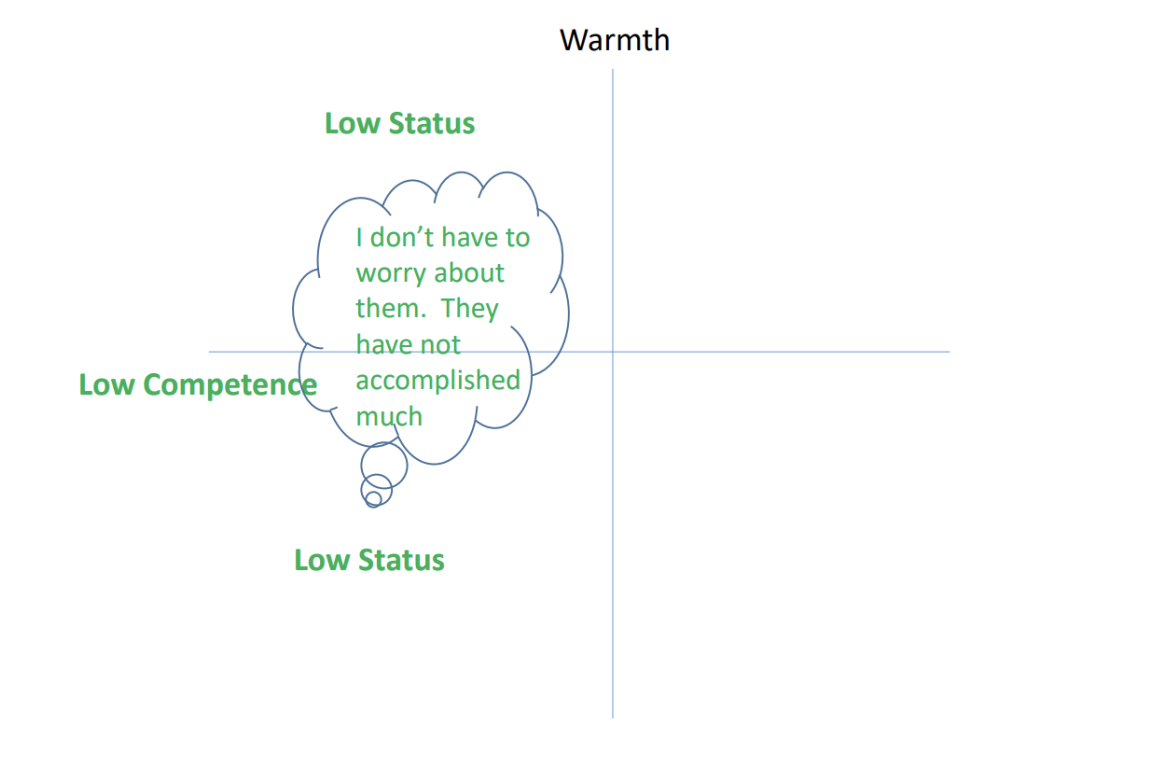 Warmth
Low Status
I don’t have to
worry about
them.  They
have not
accomplished
much
Low Competence
Low Status